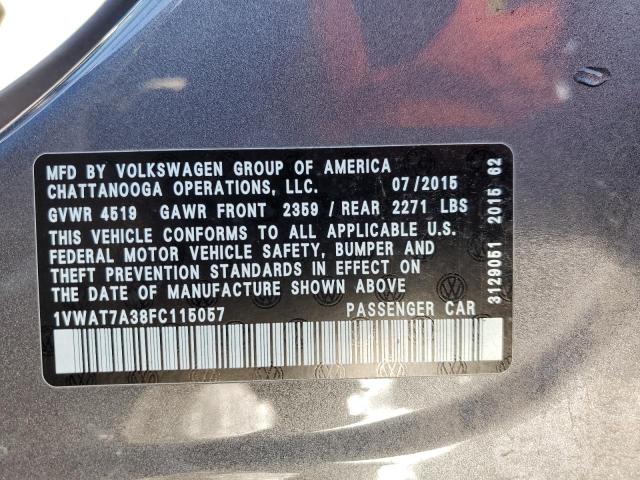 MFD BY VOLKSWAGEN GROUP OF AMERICA
CHATTANOOGA OPERATIONS, LLC. 07/2015
GVWR 4519 GAWR FRONT 2359 / REAR 2271 LBS
THIS VEHICLE CONFORMS TO ALL APPLICABLE U.S.
FEDERAL MOTOR VEHICLE SAFETY, BUMPER AND
THEFT PREVENTION STANDARDS IN EFFECT ON
THE DATE OF MANUFACTURE SHOWN ABOVE
1VWAT7A38FC115057 PASSENGER CAR
3129051 2015 62